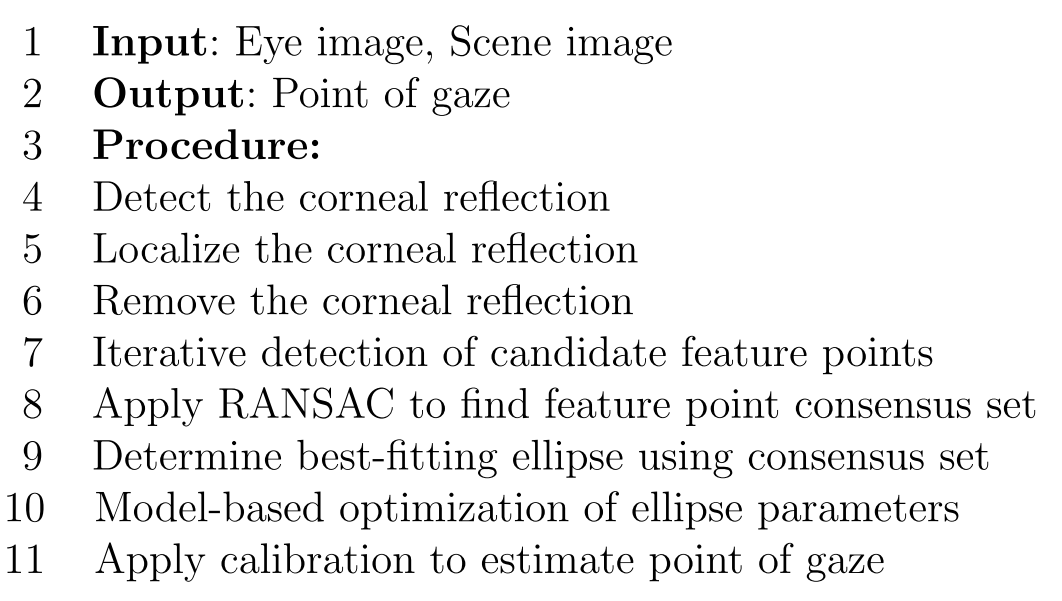 1 Input: Eye image, Scene image
2 Output: Point of gaze
3 Procedure:
4 Detect the corneal reflection
5 Localize the corneal reflection
6 Remove the corneal reflection
7 Iterative detection of candidate feature points
8 Apply RANSAC to find feature point consensus set
9 Determine best-fitting ellipse using consensus set
10 Model-based optimization of ellipse parameters
11 Apply calibration to estimate point of gaze